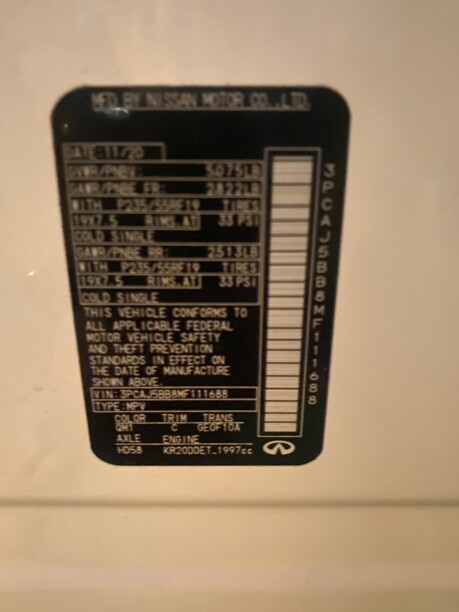 MFD BY NISSAN MOTOR CO.,LTD.
DATE:11/20
GVWR/PNBV: 5075LB
GAWR/PNBE FR: 2822LB
WITH P235/55RF19 TIRES
19X7.5 RIMS,AT 33 PSI
COLD SINGLE
GAWR/PNBE RR: 2513LB
WITH P235/55RF19 TIRES
19X7.5 RIMS,AT 33 PSI
COLD SINGLE
THIS VEHICLE CONFORMS TO
ALL APPLICABLE FEDERAL
MOTOR VEHICLE SAFETY
AND THEFT PREVENTION
STANDARDS IN EFFECT ON
THE DATE OF MANUFACTURE
SHOWN ABOVE.
VIN:3PCAJ5BB8MF111688
TYPE:MPV
COLOR TRIM TRANS
QM1 C GE0F10A
AXLE ENGINE
HD58 KR20DDET_1997cc
3PCAJ5BB8MF111688